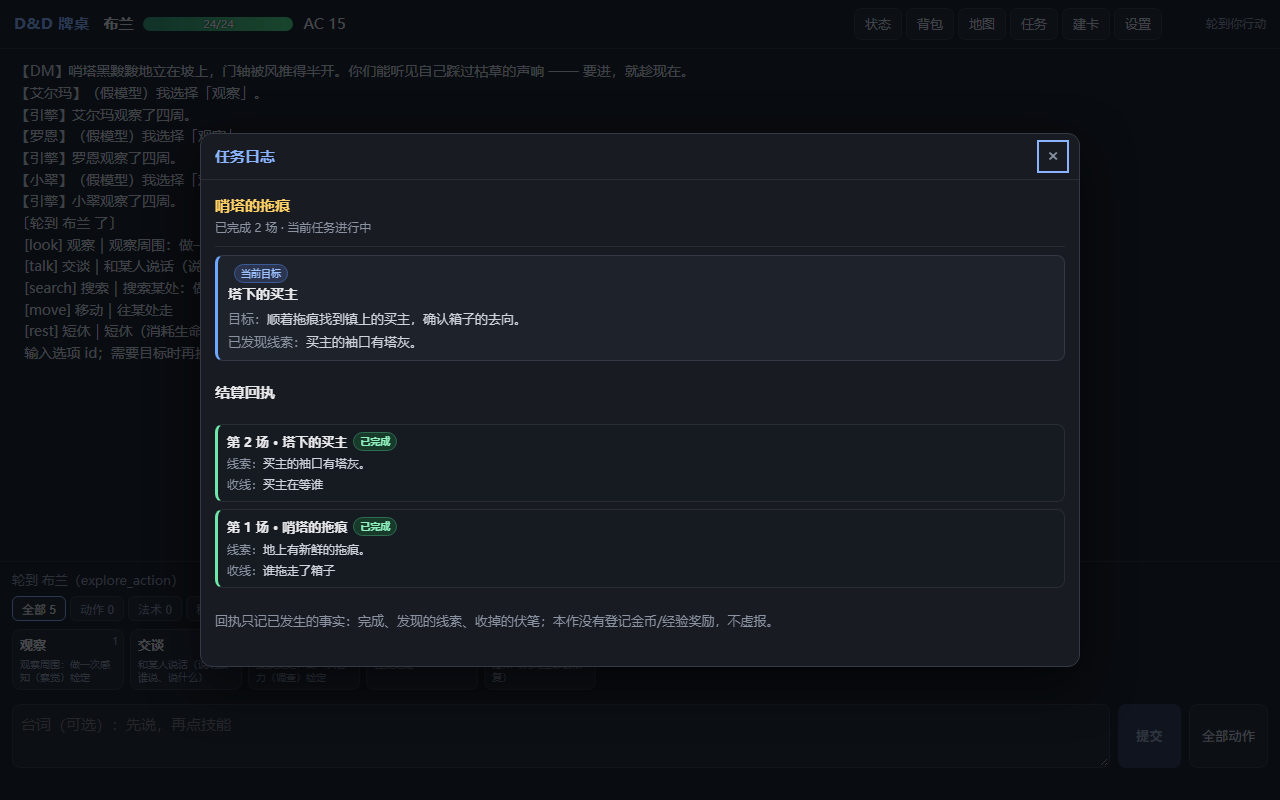 D&D 牌桌 布兰 24/24 AC 15 状态 背包 地图 任务 建卡 设置 轮到你行动
【DM】哨塔黑黢黢地立在坡上，门轴被风推得半开。你们能听见自己踩过枯草的声响 —— 要进，就趁现在。
【艾尔玛】（假模型）我选择「观察」。
【引擎】艾尔玛观察了四周。
【罗恩】（假模型）我选择「观察」
【引擎】罗恩观察了四周。
【小翠】（假模型）我选择「
【引擎】小翠观察了四周。
〔轮到 布兰 了〕
[look] 观察 | 观察周围：做一
[talk] 交谈 | 和某人说话（说
[search] 搜索 | 搜索某处：做
[move] 移动 | 往某处走
[rest] 短休 | 短休（消耗生命
输入选项 id；需要目标时再
任务日志 ×
哨塔的拖痕
已完成 2 场 · 当前任务进行中
当前目标
塔下的买主
目标：顺着拖痕找到镇上的买主，确认箱子的去向。
已发现线索：买主的袖口有塔灰。
结算回执
第 2 场 • 塔下的买主 已完成
线索：买主的袖口有塔灰。
收线：买主在等谁
第 1 场 • 哨塔的拖痕 已完成
线索：地上有新鲜的拖痕。
收线：谁拖走了箱子
回执只记已发生的事实：完成、发现的线索、收掉的伏笔；本作没有登记金币/经验奖励，不虚报。
轮到 布兰（explore_action）
全部 5 动作 0 法术 0
观察 1 交谈
观察周围：做一次感知（察觉）检定
和某人说话（说
谁说、说什么）
力（调查）检定
台词（可选）：先说，再点技能
提交 全部动作